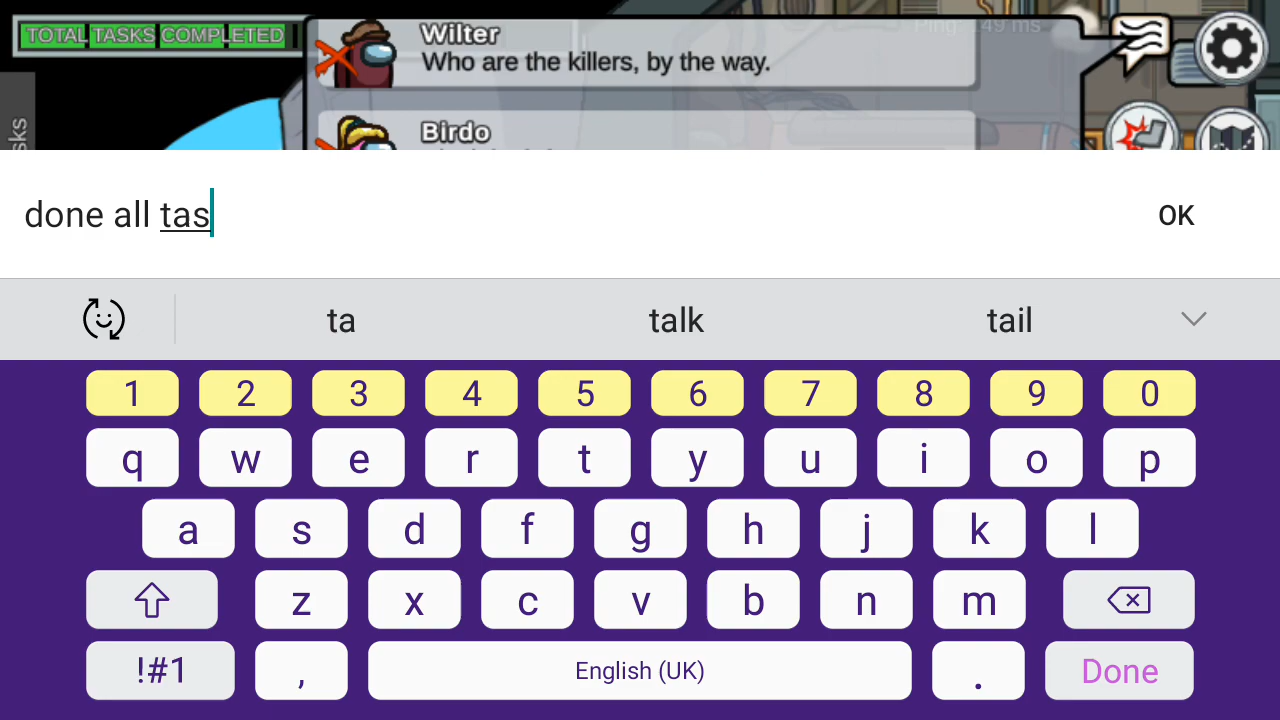 TOTAL TASKS COMPLETED
Wilter
Who are the killers, by the way.
Birdo
done all tas
OK
ta talk tail
1 2 3 4 5 6 7 8 9 0
q w e r t y u i o p
a s d f g h j k l
z x c v b n m
!#1 , English (UK) . Done